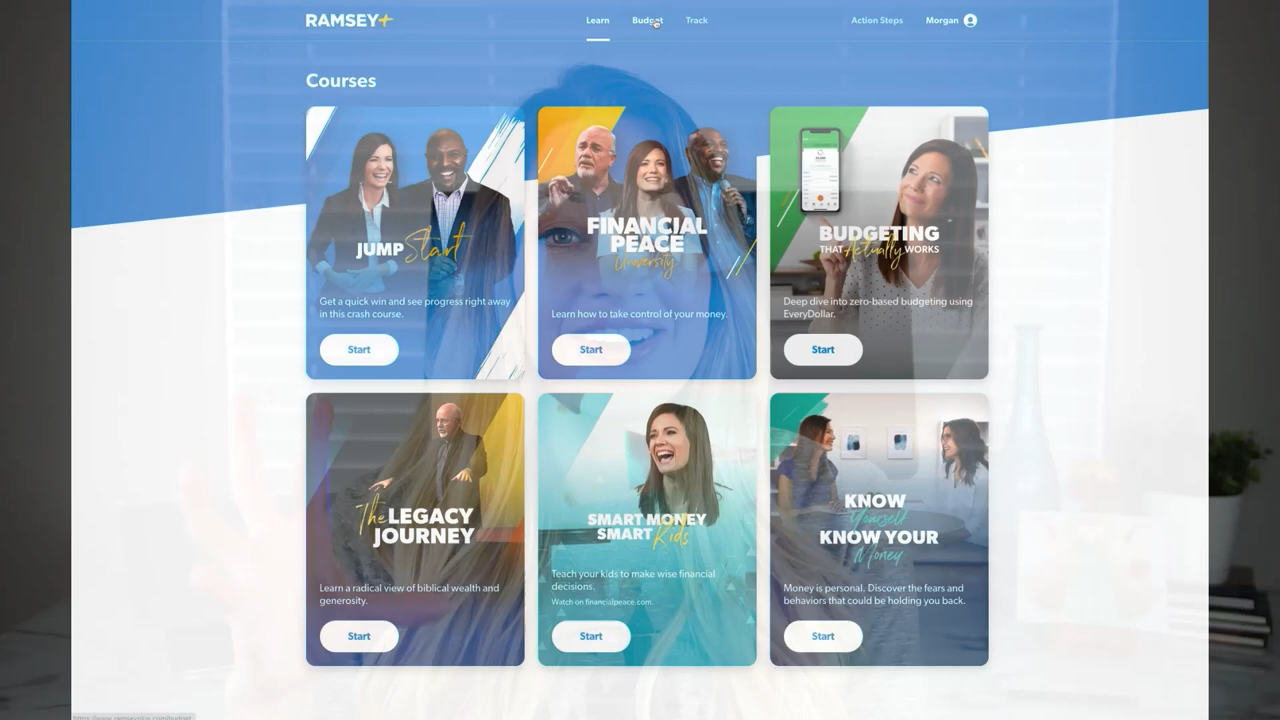 RAMSEY+
Learn
Budget
Track
Action Steps
Morgan
Courses
JUMP Start
Get a quick win and see progress right away
in this crash course.
Start
FINANCIAL
PEACE
University
Learn how to take control of your money.
Start
BUDGETING
THAT Actually WORKS
Deep dive into zero-based budgeting using
EveryDollar.
Start
The LEGACY
JOURNEY
Learn a radical view of biblical wealth and
generosity.
Start
SMART MONEY
SMART Kids
Teach your kids to make wise financial
decisions.
Watch on financialpeace.com.
Start
KNOW
Yourself
KNOW YOUR
Money
Money is personal. Discover the fears and
behaviors that could be holding you back.
Start
https://www.ramseyplus.com/budget